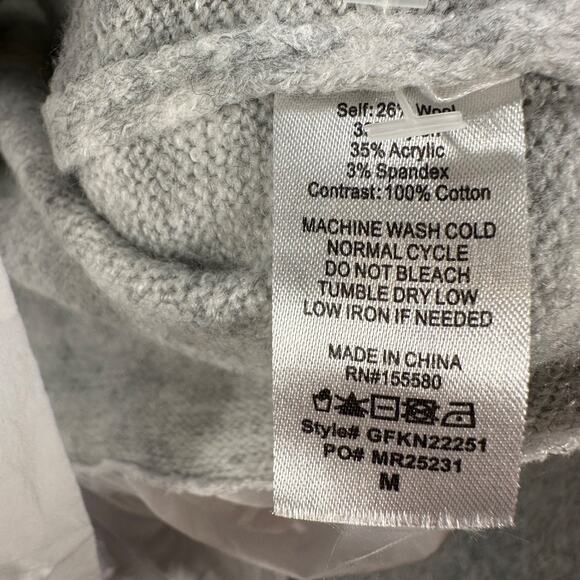 Self: 26% Wool
35% Acrylic
3% Spandex
Contrast: 100% Cotton
MACHINE WASH COLD
NORMAL CYCLE
DO NOT BLEACH
TUMBLE DRY LOW
LOW IRON IF NEEDED
MADE IN CHINA
RN#155580
Style# GFKN22251
PO# MR25231
M